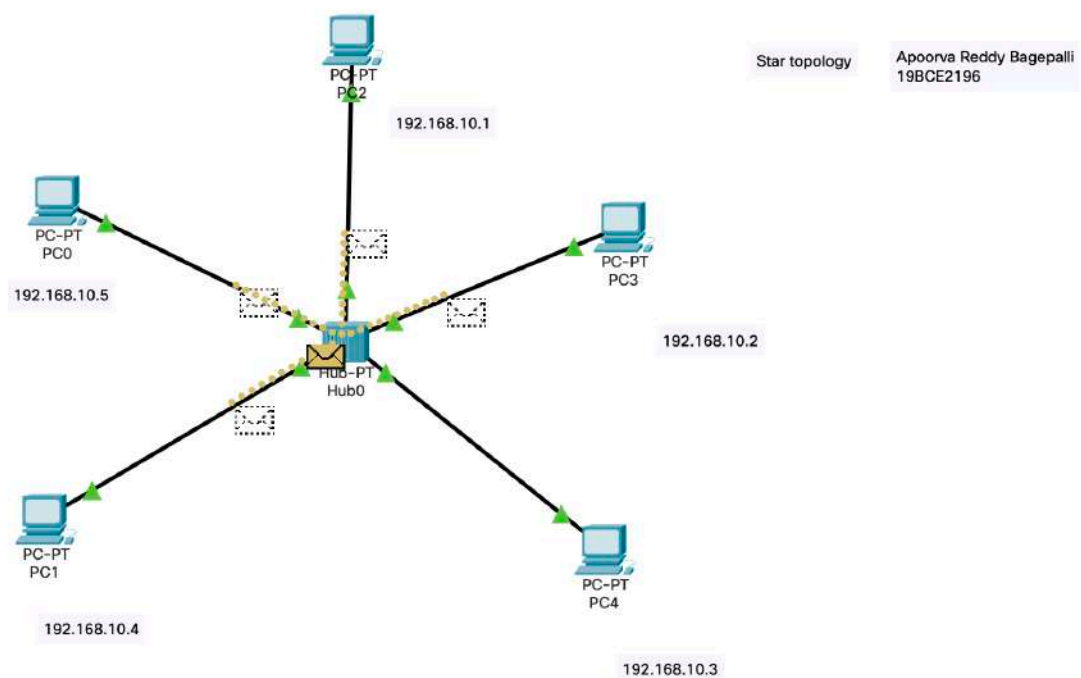 PC-PT
PC2
Star topology
Apoorva Reddy Bagepalli
19BCE2196
192.168.10.1
PC-PT
PC0
192.168.10.5
PC-PT
PC3
192.168.10.2
Hub-PT
Hub0
PC-PT
PC1
192.168.10.4
PC-PT
PC4
192.168.10.3